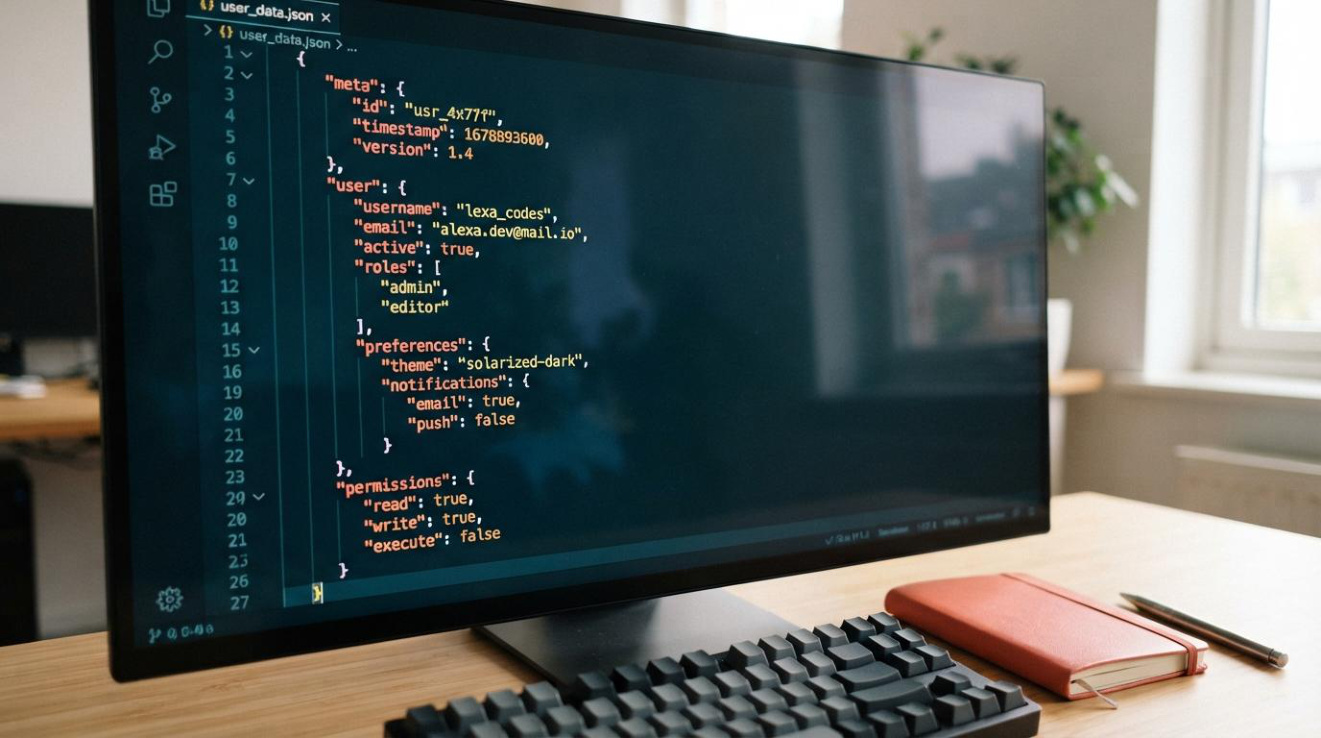 user_data.json ×
> {} user_data.json > ...
1 {
2 "meta": {
3 "id": "usr_4x77f",
4 "timestamp": 1678893600,
5 "version": 1.4
6 },
7 "user": {
8 "username": "lexa_codes",
9 "email": "alexa.dev@mail.io",
10 "active": true,
11 "roles": [
12 "admin",
13 "editor"
14 ],
15 "preferences": {
16 "theme": "solarized-dark",
19 "notifications": {
20 "email": true,
21 "push": false
22 }
23 },
29 "permissions": {
20 "read": true,
21 "write": true,
23 "execute": false
26 }
27 }